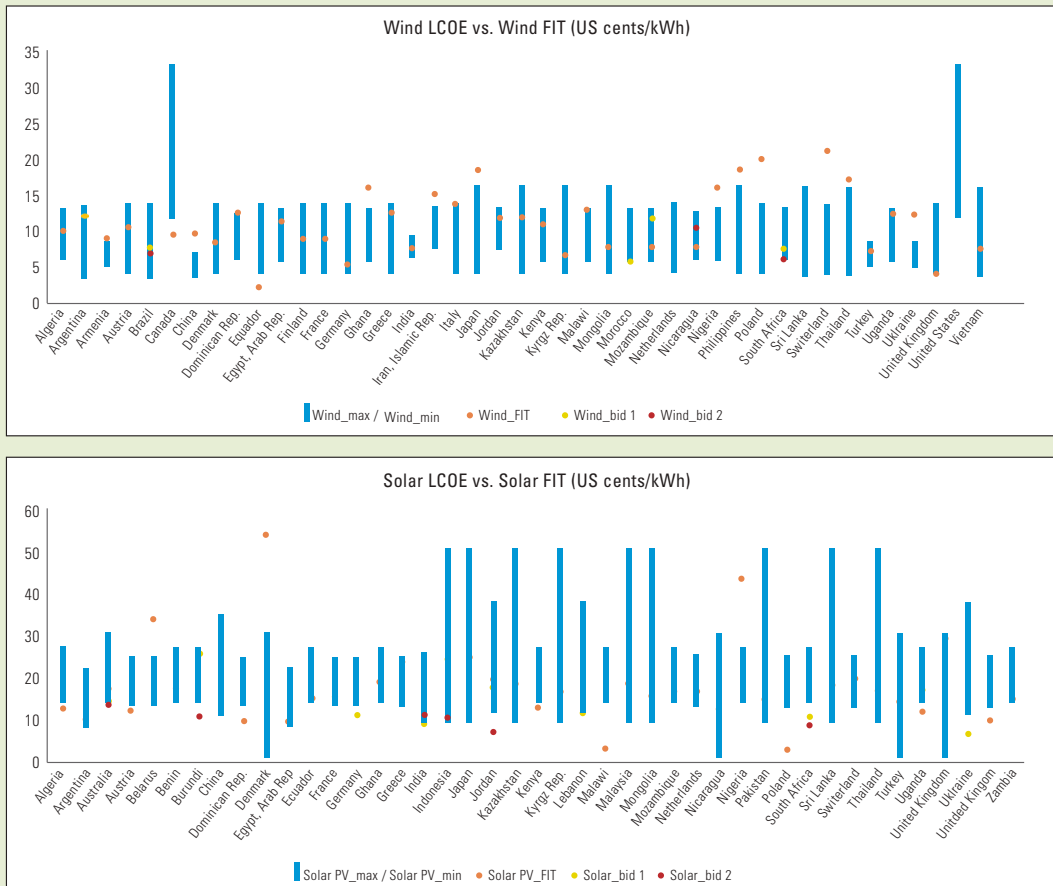 Wind LCOE vs. Wind FIT (US cents/kWh)
35
30
25
20
15
10
5
0
Algeria
Argentina
Armenia
Austria
Brazil
Canada
China
Denmark
Dominican Rep.
Equador
Egypt, Arab Rep.
Finland
France
Germany
Ghana
Greece
India
Iran, Islamic Rep.
Italy
Japan
Jordan
Kazakhstan
Kenya
Kyrgz Rep.
Malawi
Mongolia
Morocco
Mozambique
Netherlands
Nicaragua
Nigeria
Philippines
Poland
South Africa
Sri Lanka
Switerland
Thailand
Turkey
Uganda
Ukraine
United Kingdom
United States
Vietnam
Wind_max / Wind_min Wind_FIT Wind_bid 1 Wind_bid 2
Solar LCOE vs. Solar FIT (US cents/kWh)
60
50
40
30
20
10
0
Algeria
Argentina
Australia
Austria
Belarus
Benin
Burundi
China
Dominican Rep.
Denmark
Egypt, Arab Rep
Ecuador
France
Germany
Ghana
Greece
India
Indonesia
Japan
Jordan
Kazakhstan
Kenya
Kyrgz Rep.
Lebanon
Malawi
Malaysia
Mongolia
Mozambique
Netherlands
Nicaragua
Nigeria
Pakistan
Poland
South Africa
Sri Lanka
Switerland
Thailand
Turkey
Uganda
United Kingdom
Ukraine
Unitded Kingon
Zambia
Solar PV_max / Solar PV_min Solar PV_FIT Solar_bid 1 Solar_bid 2